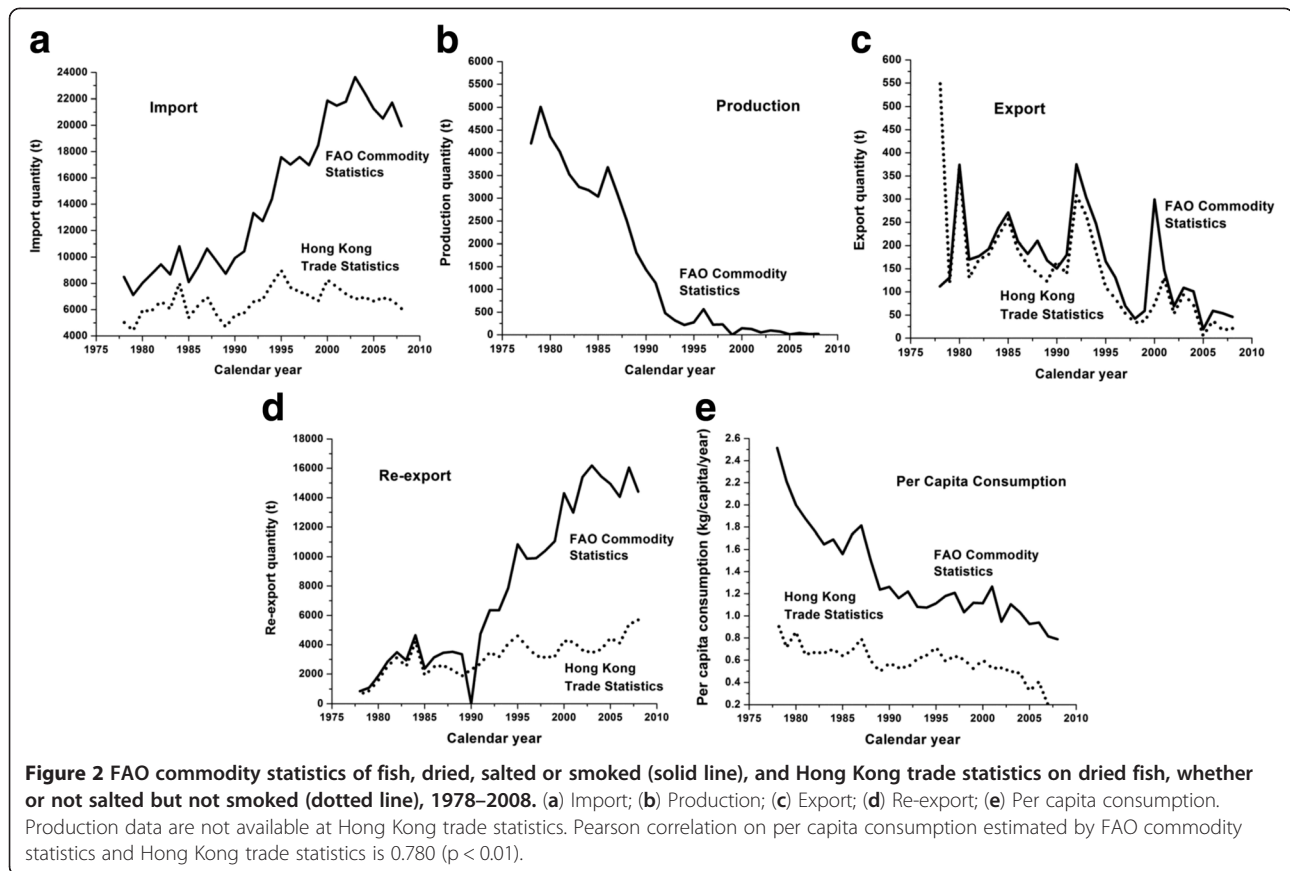 a
24000
22000
20000
18000
16000
14000
12000
10000
8000
6000
4000
1975 1980 1985 1990 1995 2000 2005 2010
Import quantity (t)
Calendar year
Import
FAO Commodity
Statistics
Hong Kong
Trade Statistics
b
6000
5500
5000
4500
4000
3500
3000
2500
2000
1500
1000
500
0
1975 1980 1985 1990 1995 2000 2005 2010
Production quantity (t)
Calendar year
Production
FAO Commodity
Statistics
c
600
550
500
450
400
350
300
250
200
150
100
50
0
1975 1980 1985 1990 1995 2000 2005 2010
Export quantity (t)
Calendar year
Export
FAO Commodity
Statistics
Hong Kong
Trade Statistics
d
18000
16000
14000
12000
10000
8000
6000
4000
2000
0
1975 1980 1985 1990 1995 2000 2005 2010
Re-export quantity (t)
Calendar year
Re-export
FAO Commodity
Statistics
Hong Kong
Trade Statistics
e
2.6
2.4
2.2
2.0
1.8
1.6
1.4
1.2
1.0
0.8
0.6
0.4
0.2
1975 1980 1985 1990 1995 2000 2005 2010
Per capita consumption (kg/capita/year)
Calendar year
Per Capita Consumption
FAO Commodity
Statistics
Hong Kong
Trade Statistics
Figure 2 FAO commodity statistics of fish, dried, salted or smoked (solid line), and Hong Kong trade statistics on dried fish, whether
or not salted but not smoked (dotted line), 1978–2008. (a) Import; (b) Production; (c) Export; (d) Re-export; (e) Per capita consumption.
Production data are not available at Hong Kong trade statistics. Pearson correlation on per capita consumption estimated by FAO commodity
statistics and Hong Kong trade statistics is 0.780 (p < 0.01).